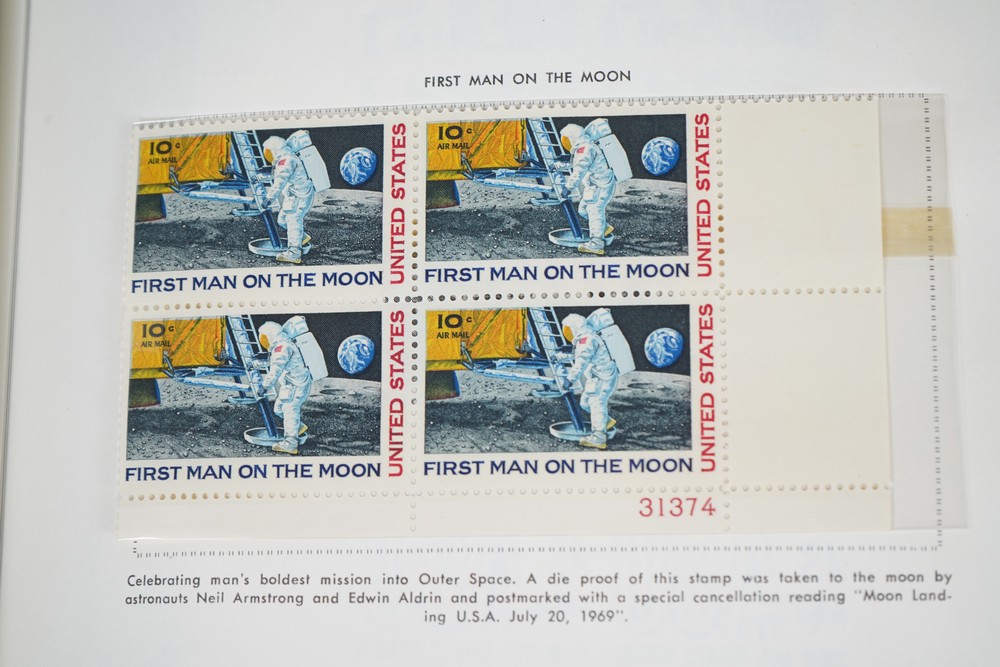 FIRST MAN ON THE MOON
10c
AIR MAIL
UNITED STATES
FIRST MAN ON THE MOON
10c
AIR MAIL
UNITED STATES
FIRST MAN ON THE MOON
10c
AIR MAIL
UNITED STATES
FIRST MAN ON THE MOON
10c
AIR MAIL
UNITED STATES
FIRST MAN ON THE MOON
31374
Celebrating man's boldest mission into Outer Space. A die proof of this stamp was taken to the moon by
astronauts Neil Armstrong and Edwin Aldrin and postmarked with a special cancellation reading "Moon Land-
ing U.S.A. July 20, 1969".